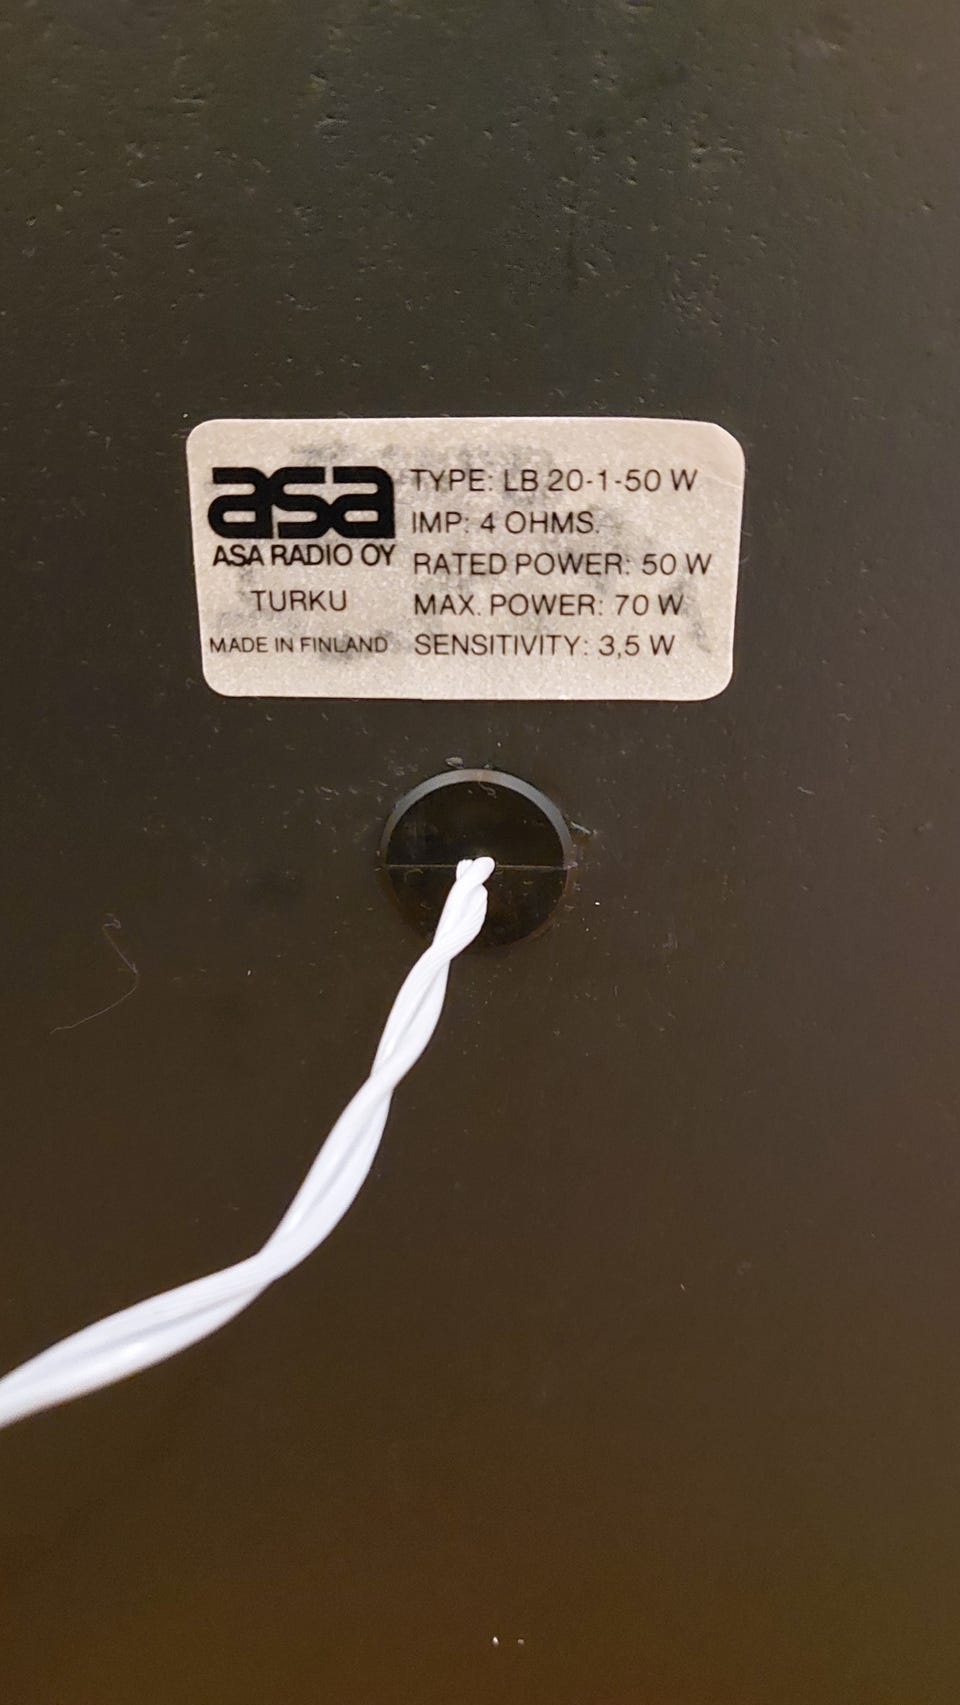 asa
ASA RADIO OY
TURKU
MADE IN FINLAND
TYPE: LB 20-1-50 W
IMP: 4 OHMS.
RATED POWER: 50 W
MAX. POWER: 70 W
SENSITIVITY: 3,5 W